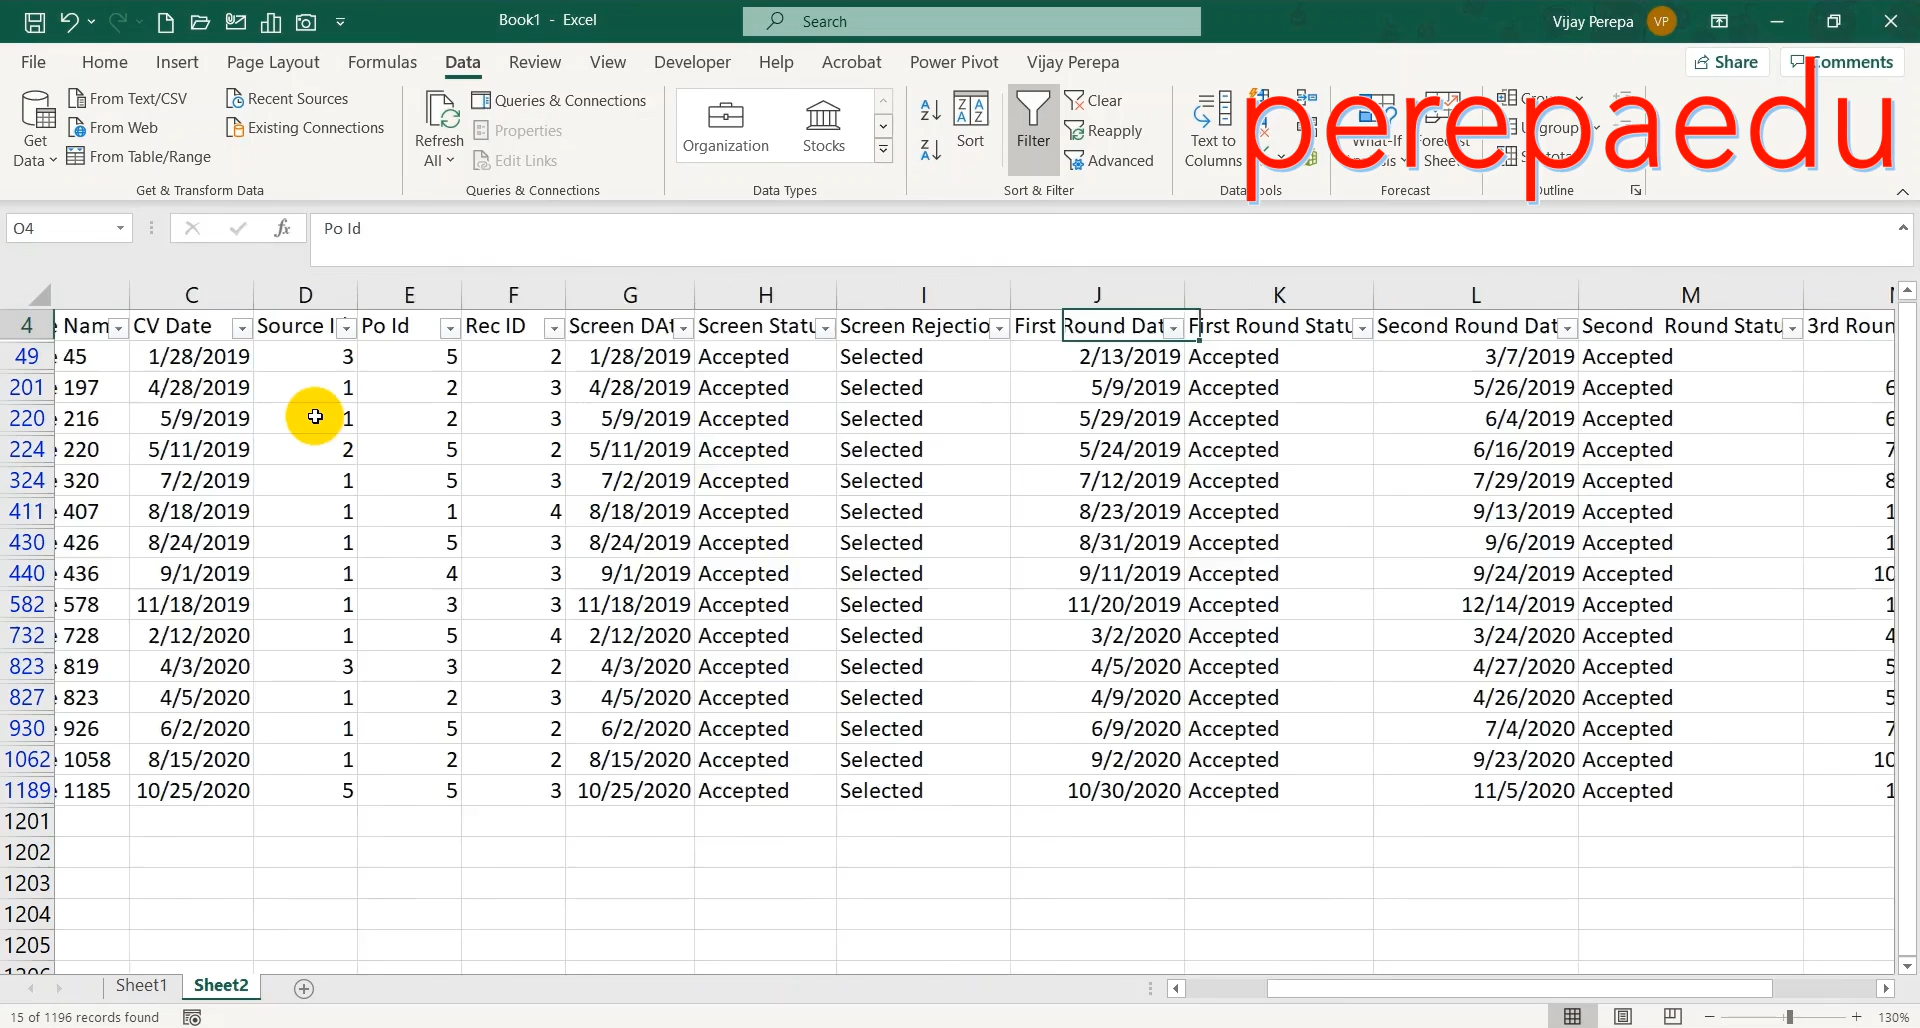 Book1 - Excel
Search
Vijay Perepa VP
File Home Insert Page Layout Formulas Data Review View Developer Help Acrobat Power Pivot Vijay Perepa Share Comments
perepaedu
From Text/CSV
From Web
From Table/Range
Recent Sources
Existing Connections
Get
Data
Get & Transform Data
Refresh
All
Queries & Connections
Properties
Edit Links
Queries & Connections
Organization Stocks
Data Types
Sort
Filter
Clear
Reapply
Advanced
Sort & Filter
Text to
Columns
Forecast
O4 fx Po Id
C D E G H I J K L M
4 Nam CV Date Source I Po Id Rec ID Screen DAt Screen Statu Screen Rejectio First Round Dat First Round Statu Second Round Dat Second Round Statu 3rd Roun
49 45 1/28/2019 3 5 2 1/28/2019 Accepted Selected 2/13/2019 Accepted 3/7/2019 Accepted
201 197 4/28/2019 1 2 3 4/28/2019 Accepted Selected 5/9/2019 Accepted 5/26/2019 Accepted 6
220 216 5/9/2019 1 2 3 5/9/2019 Accepted Selected 5/29/2019 Accepted 6/4/2019 Accepted 6
224 220 5/11/2019 2 5 2 5/11/2019 Accepted Selected 5/24/2019 Accepted 6/16/2019 Accepted 7
324 320 7/2/2019 1 5 3 7/2/2019 Accepted Selected 7/12/2019 Accepted 7/29/2019 Accepted 8
411 407 8/18/2019 1 1 4 8/18/2019 Accepted Selected 8/23/2019 Accepted 9/13/2019 Accepted 1
430 426 8/24/2019 1 5 3 8/24/2019 Accepted Selected 8/31/2019 Accepted 9/6/2019 Accepted 1
440 436 9/1/2019 1 4 3 9/1/2019 Accepted Selected 9/11/2019 Accepted 9/24/2019 Accepted 10
582 578 11/18/2019 1 3 3 11/18/2019 Accepted Selected 11/20/2019 Accepted 12/14/2019 Accepted 1
732 728 2/12/2020 1 5 4 2/12/2020 Accepted Selected 3/2/2020 Accepted 3/24/2020 Accepted 4
823 819 4/3/2020 3 3 2 4/3/2020 Accepted Selected 4/5/2020 Accepted 4/27/2020 Accepted 5
827 823 4/5/2020 1 2 3 4/5/2020 Accepted Selected 4/9/2020 Accepted 4/26/2020 Accepted 5
930 926 6/2/2020 1 5 2 6/2/2020 Accepted Selected 6/9/2020 Accepted 7/4/2020 Accepted 7
1062 1058 8/15/2020 1 2 2 8/15/2020 Accepted Selected 9/2/2020 Accepted 9/23/2020 Accepted 10
1189 1185 10/25/2020 5 5 3 10/25/2020 Accepted Selected 10/30/2020 Accepted 11/5/2020 Accepted 1
1201
1202
1203
1204
1205
Sheet1 Sheet2
15 of 1196 records found 130%